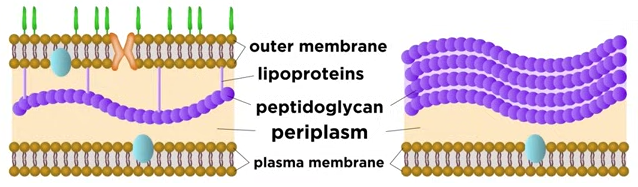 outer membrane
lipoproteins
peptidoglycan
periplasm
plasma membrane